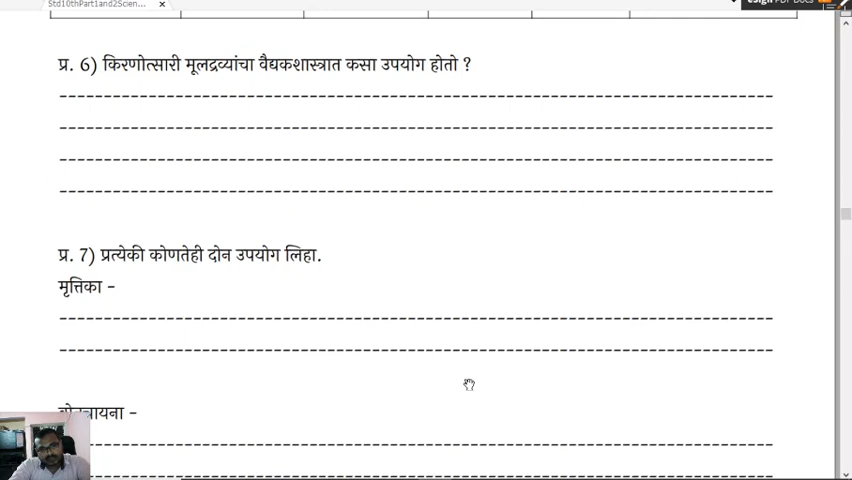 Std10thPart1and2Scien... ×
प्र. 6) किरणोत्सारी मूलद्रव्यांचा वैद्यकशास्त्रात कसा उपयोग होतो ?
प्र. 7) प्रत्येकी कोणतेही दोन उपयोग लिहा.
मृत्तिका -